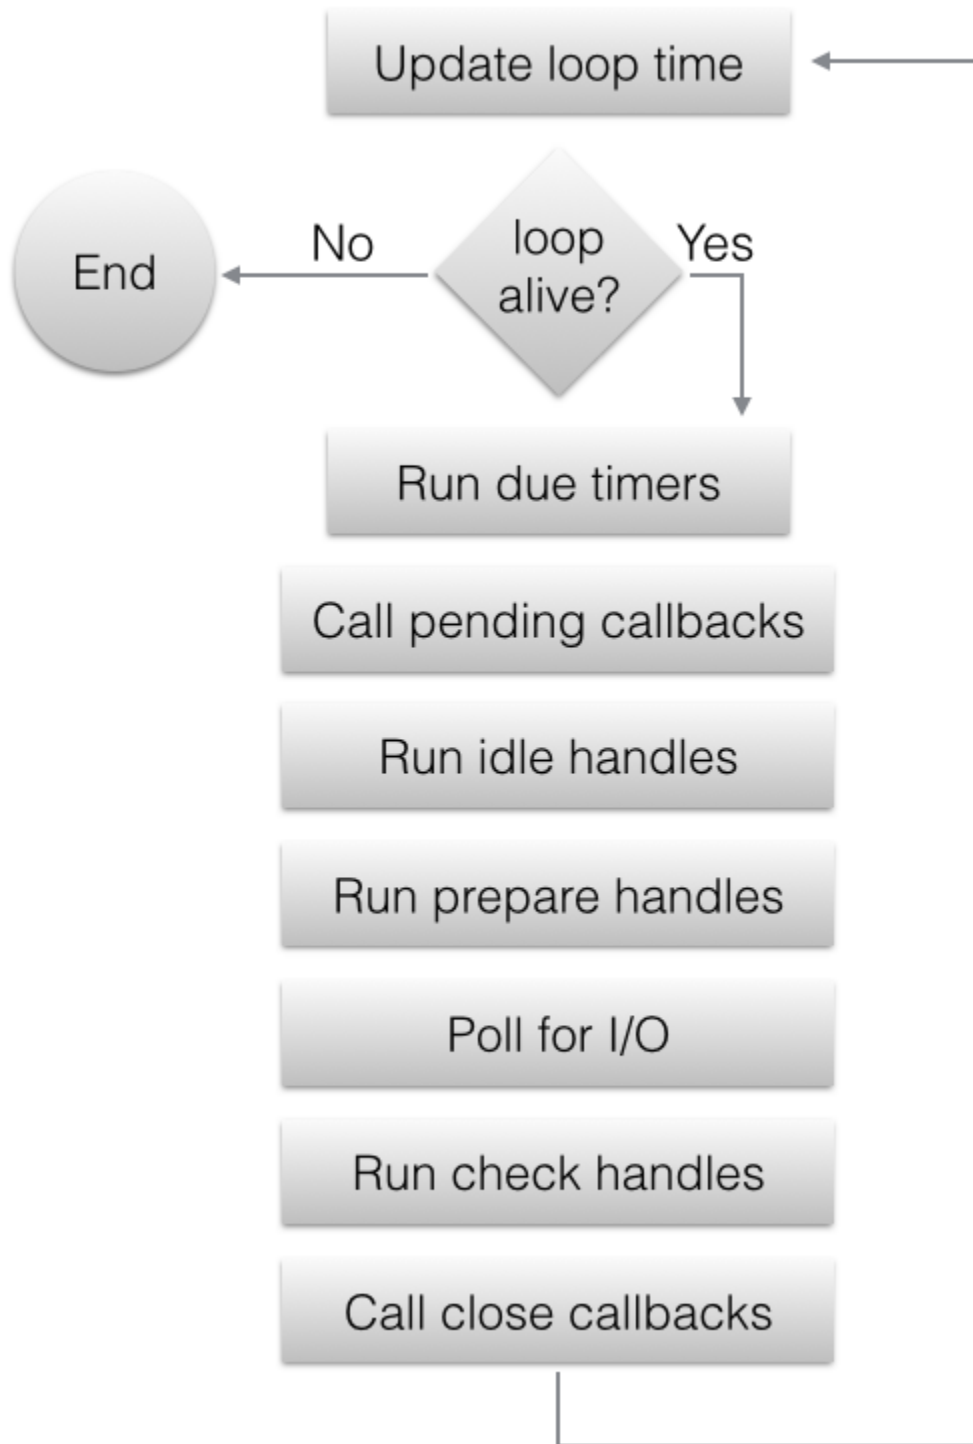 Update loop time
No
loop
alive?
Yes
End
Run due timers
Call pending callbacks
Run idle handles
Run prepare handles
Poll for I/O
Run check handles
Call close callbacks